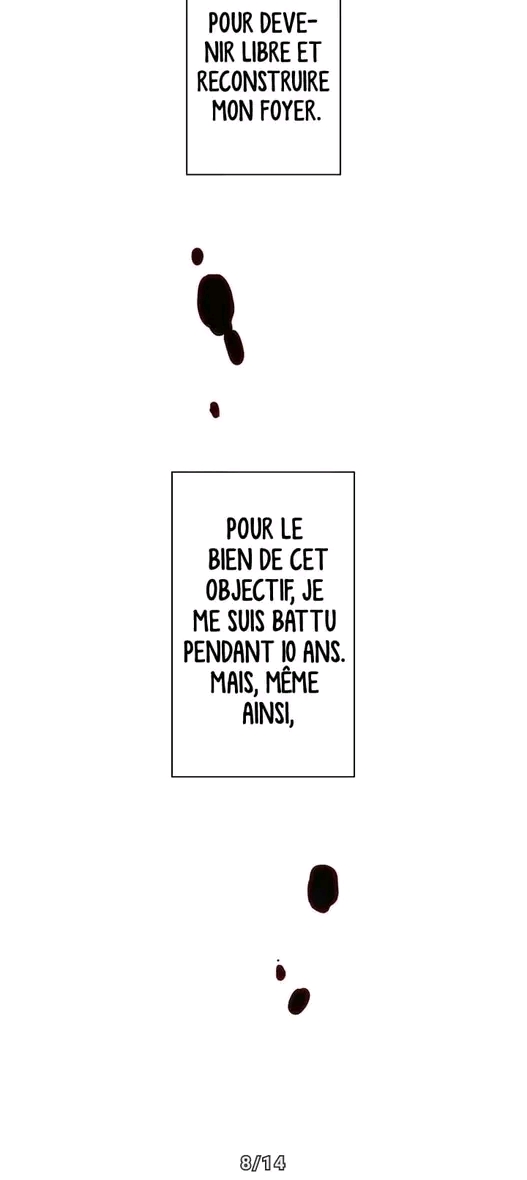 POUR DEVE-
NIR LIBRE ET
RECONSTRUIRE
MON FOYER.
POUR LE
BIEN DE CET
OBJECTIF, JE
ME SUIS BATTU
PENDANT 10 ANS.
MAIS, MÊME
AINSI,
8/14